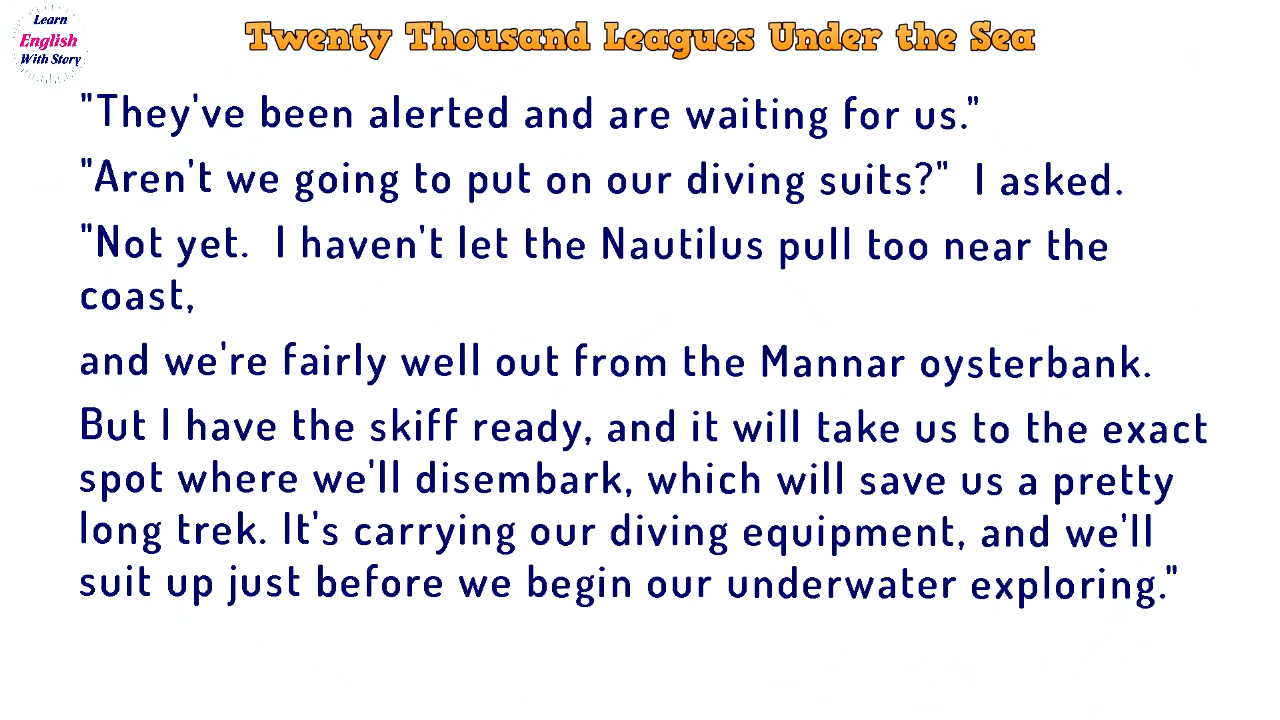 Learn
English
With Story
Twenty Thousand Leagues Under the Sea
"They've been alerted and are waiting for us."
"Aren't we going to put on our diving suits?"  I asked.
"Not yet.  I haven't let the Nautilus pull too near the
coast,
and we're fairly well out from the Mannar oysterbank.
But I have the skiff ready, and it will take us to the exact
spot where we'll disembark, which will save us a pretty
long trek. It's carrying our diving equipment, and we'll
suit up just before we begin our underwater exploring."